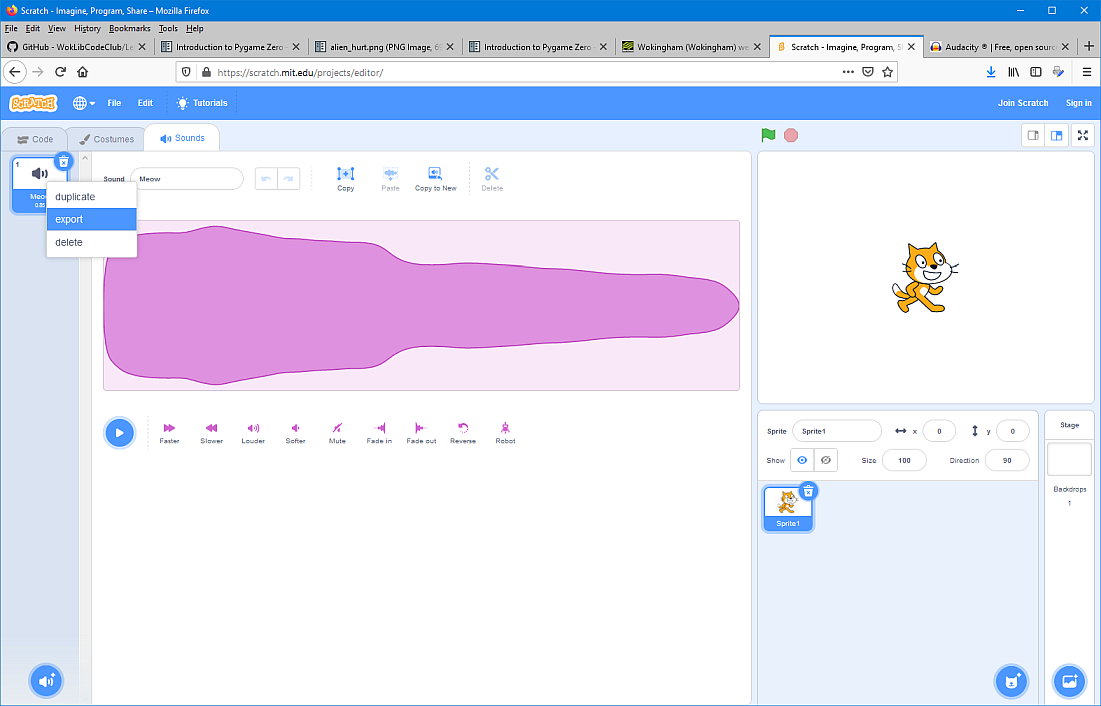 Scratch - Imagine, Program, Share – Mozilla Firefox
File Edit View History Bookmarks Tools Help
GitHub - WokLibCodeClub/Le
Introduction to Pygame Zero
alien_hurt.png (PNG Image, 6
Introduction to Pygame Zero
Wokingham (Wokingham) we
Scratch - Imagine, Program, S
Audacity ® | Free, open sourc
https://scratch.mit.edu/projects/editor/
SCRATCH File Edit Tutorials Join Scratch Sign in
Code Costumes Sounds
1
Meo
0.85
duplicate
export
delete
Sound Meow
Copy Paste Copy to New Delete
Faster Slower Louder Softer Mute Fade in Fade out Reverse Robot
Sprite Sprite1 x 0 y 0
Show Size 100 Direction 90
Sprite1
Stage
Backdrops
1